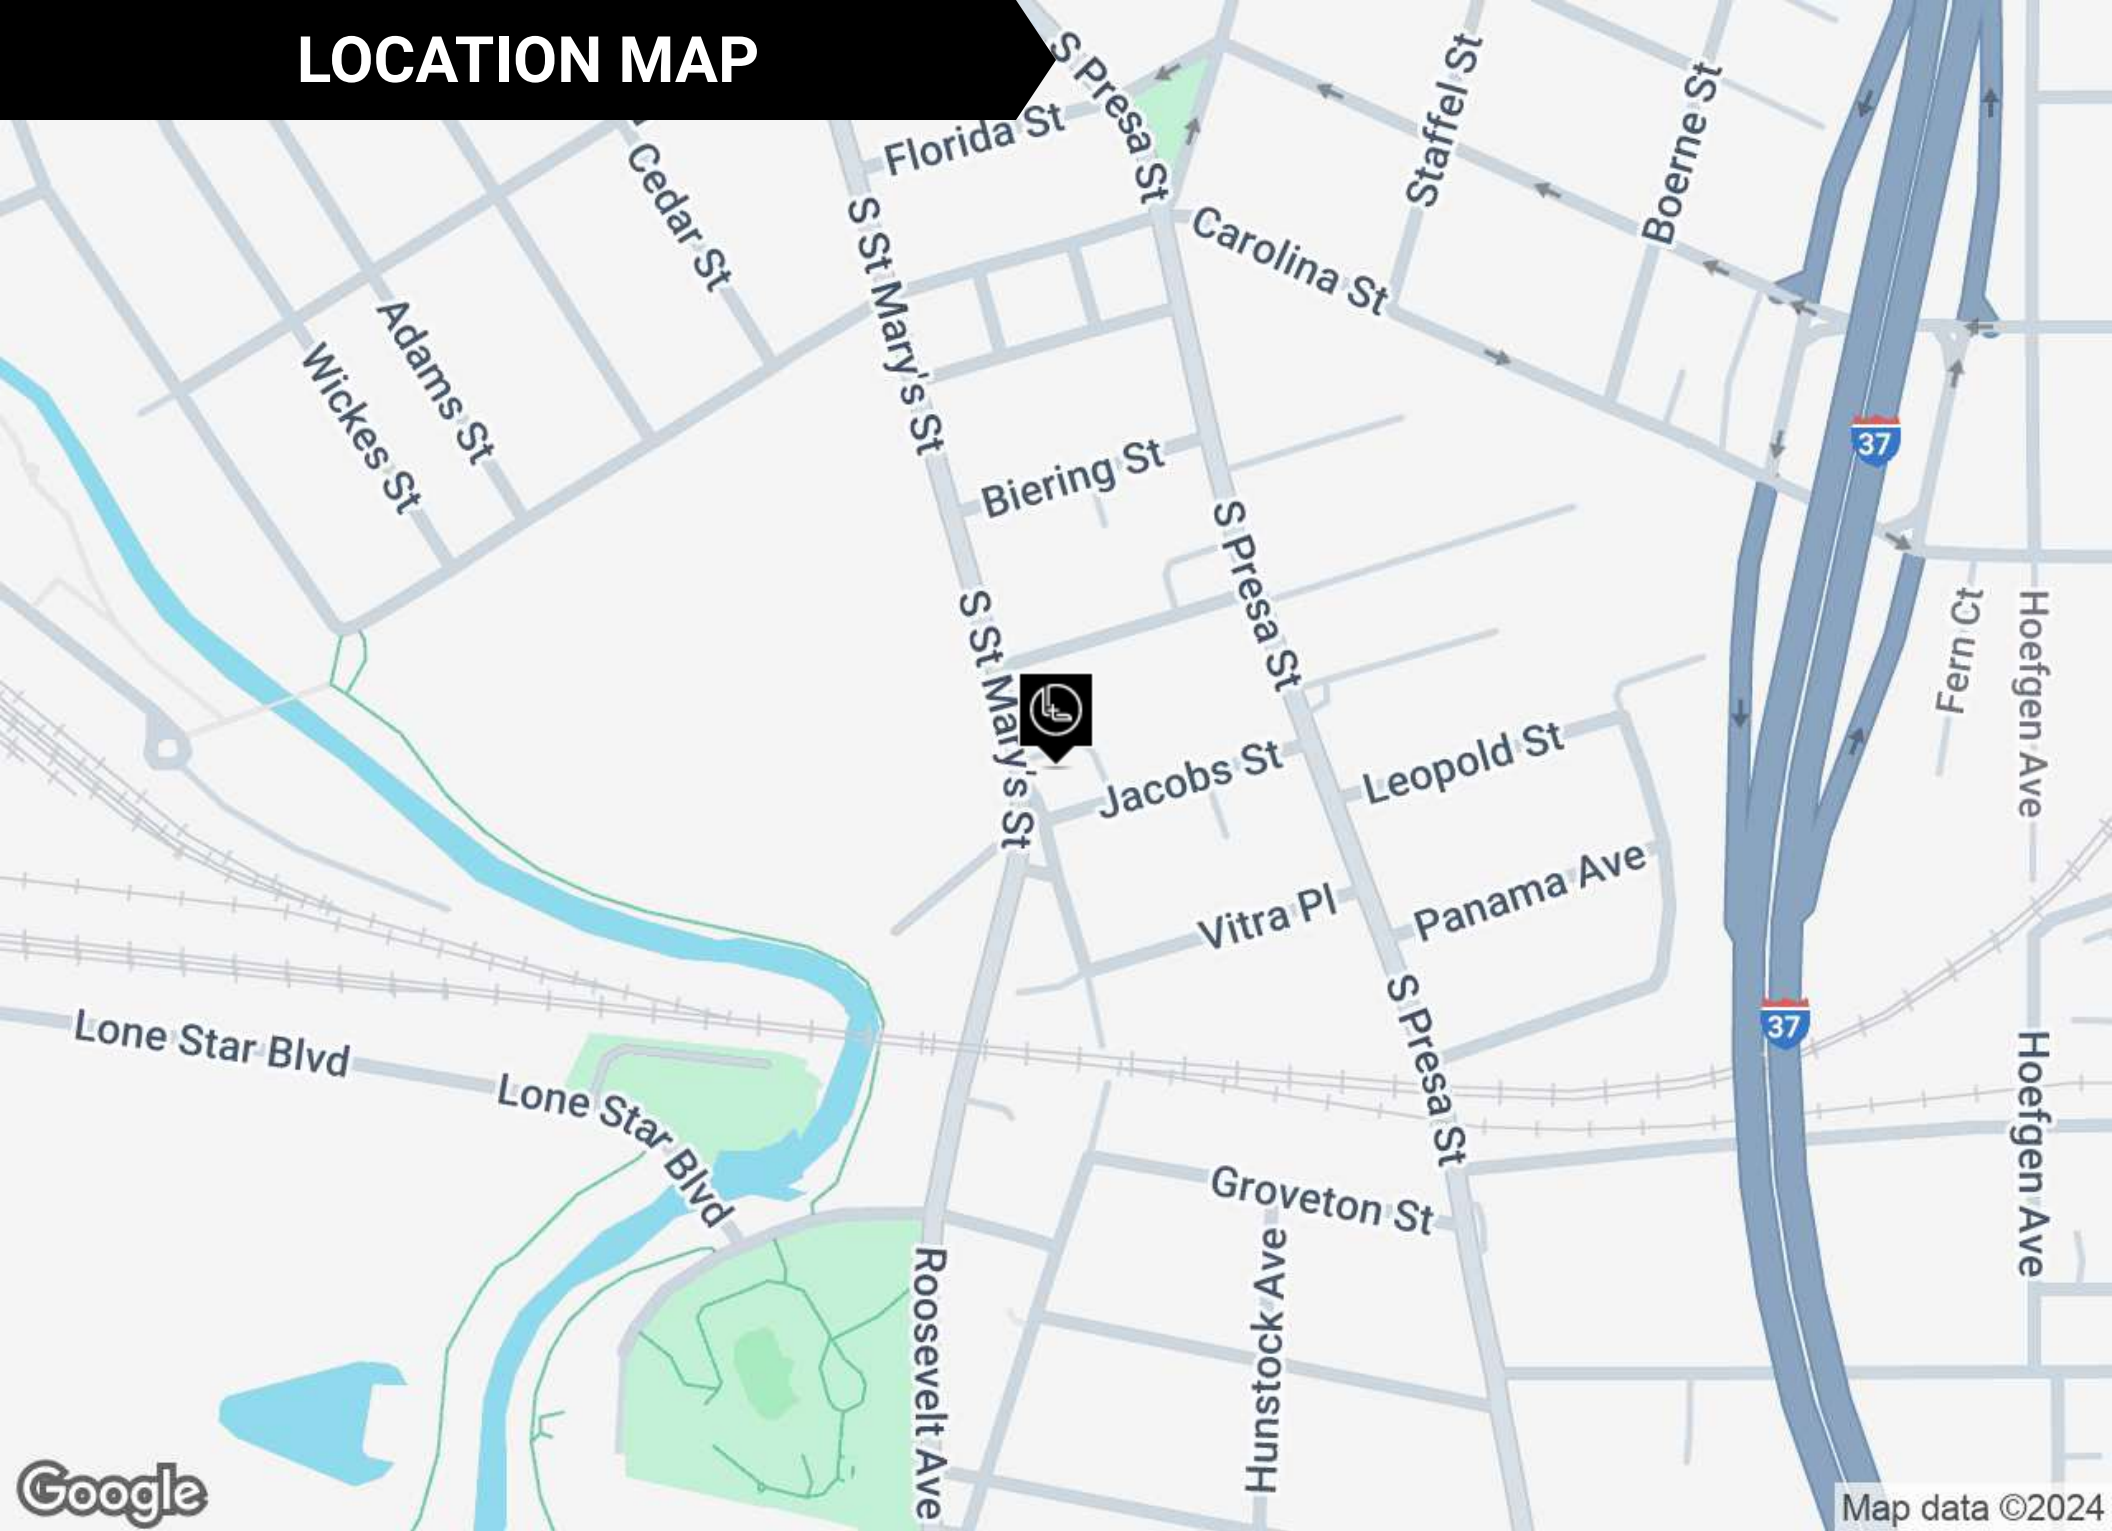 LOCATION MAP
S Presa St
Florida St
Staffel St
Boerne St
Cedar St
S St Mary's St
Carolina St
Adams St
Wickes St
37
Biering St
S Presa St
S St Mary's St
Fern Ct
Hoefgen Ave
Jacobs St
Leopold St
Panama Ave
Vitra Pl
S Presa St
37
Lone Star Blvd
Lone Star Blvd
Hoefgen Ave
Groveton St
Hunstock Ave
Roosevelt Ave
Google
Map data ©2024